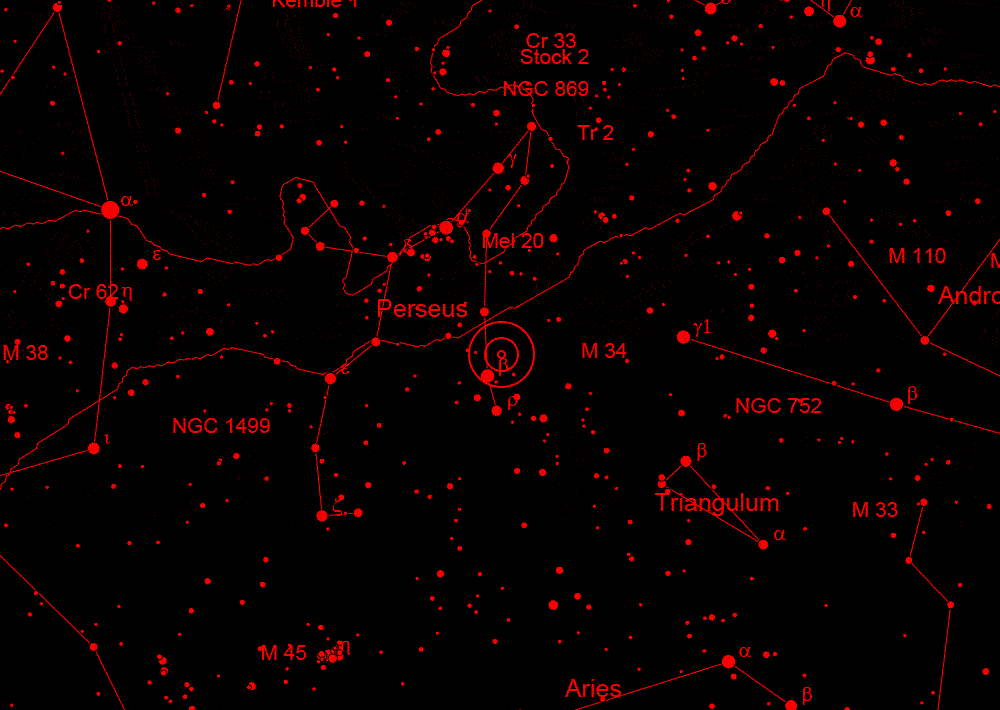 Kemble 1
η
α
Cr 33
Stock 2
NGC 869
Tr 2
γ
α
α
δ
Mel 20
ε
M 110
Andro
Cr 62
η
Perseus
γ1
M 38
M 34
β
ε
β
ρ
NGC 752
NGC 1499
ι
β
ζ
Triangulum
M 33
α
M 45
η
α
Aries
β